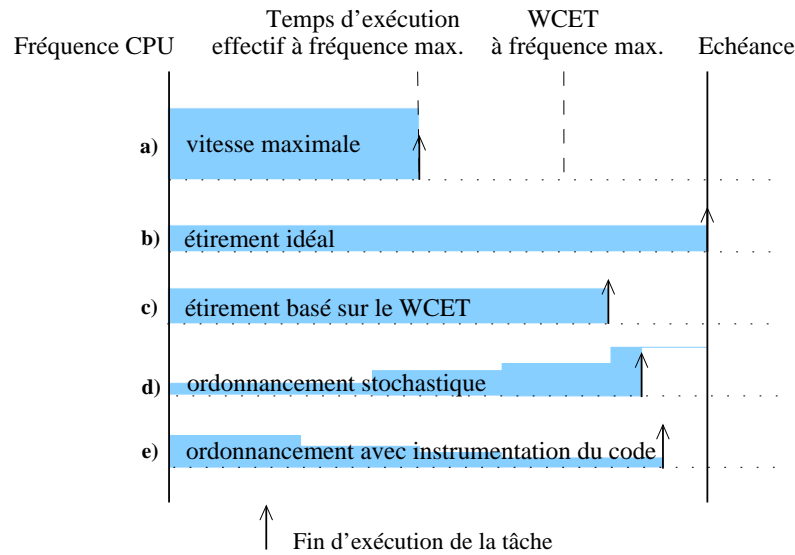 Temps d'exécution
effectif à fréquence max.
WCET
à fréquence max.
Fréquence CPU
Echéance
a) vitesse maximale
b) étirement idéal
c) étirement basé sur le WCET
d) ordonnancement stochastique
e) ordonnancement avec instrumentation du code
Fin d'exécution de la tâche